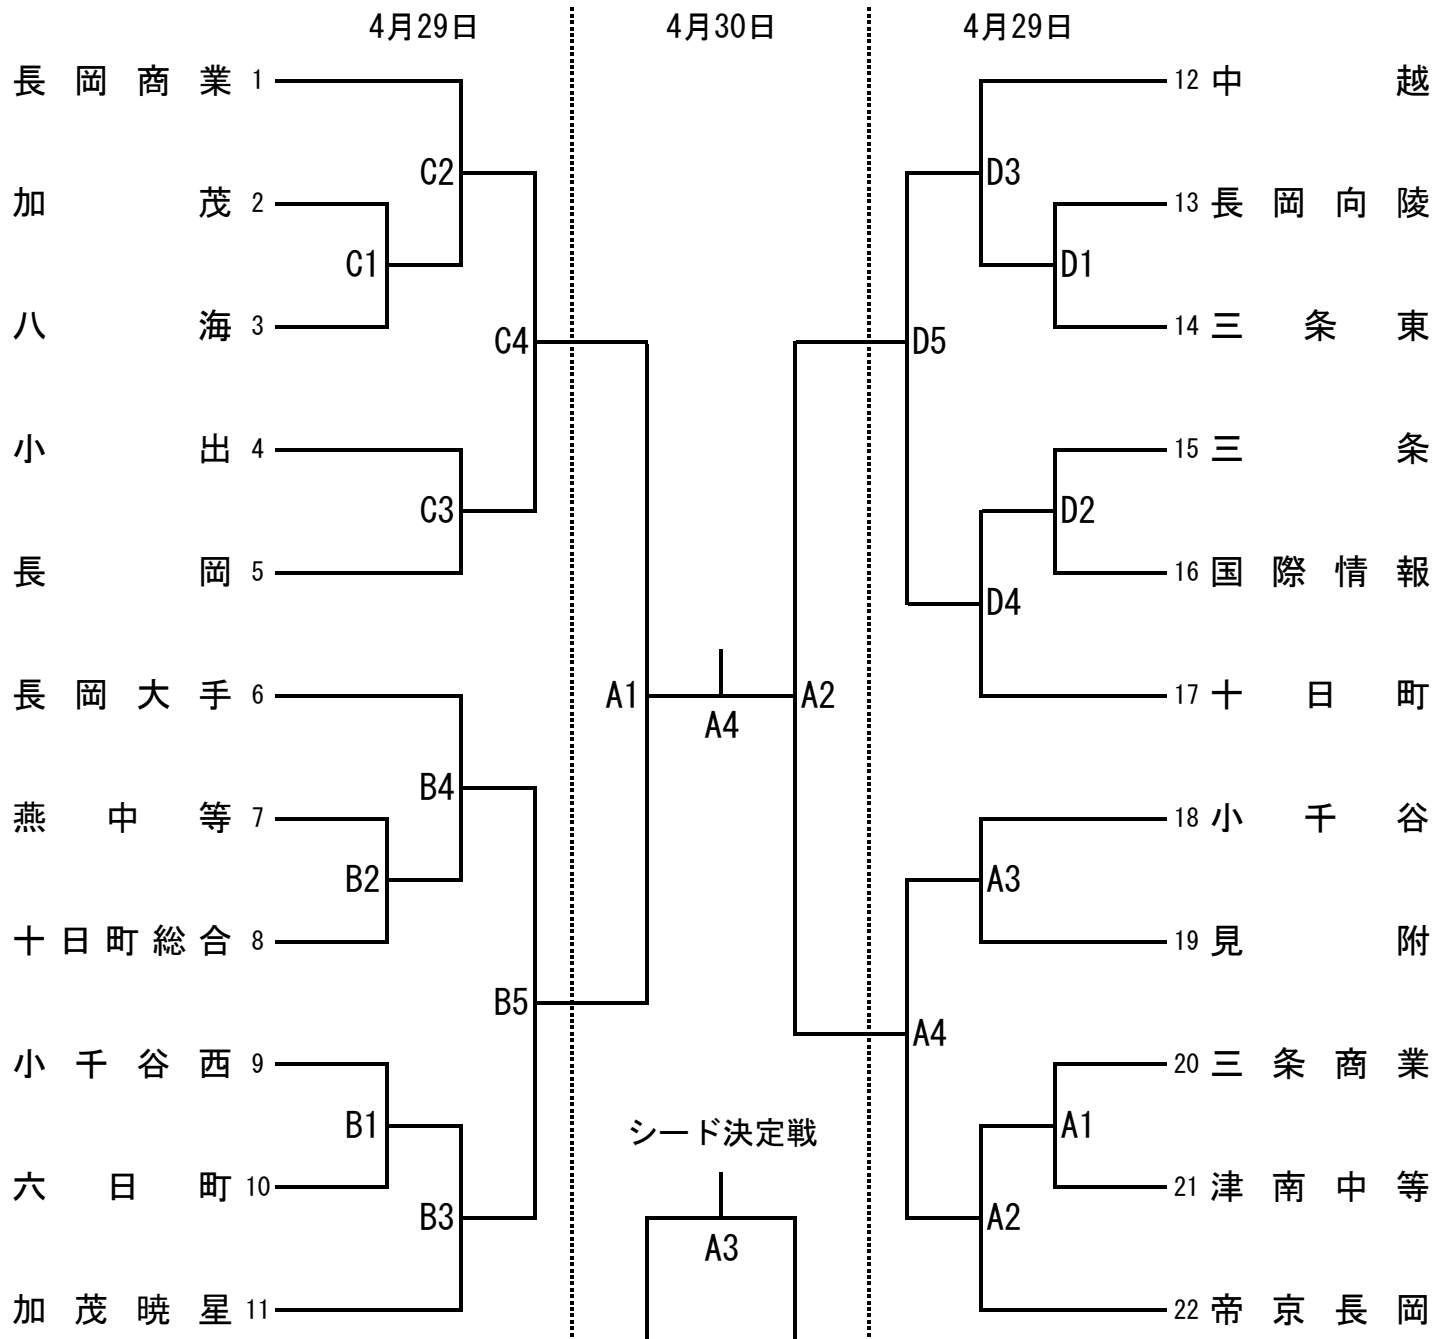 4月29日 4月30日 4月29日
長岡商業 1 12 中越
C2 D3
加茂 2 13 長岡向陵
C1 D1
八海 3 14 三条東
C4 D5
小出 4 15 三条
C3 D2
長岡 5 16 国際情報
D4
長岡大手 6 A1 A2 17 十日町
A4
B4
燕中等 7 18 小千谷
B2 A3
十日町総合 8 19 見附
B5 A4
小千谷西 9 20 三条商業
B1 シード決定戦 A1
六日町 10 21 津南中等
B3 A2
A3
加茂暁星 11 22 帝京長岡